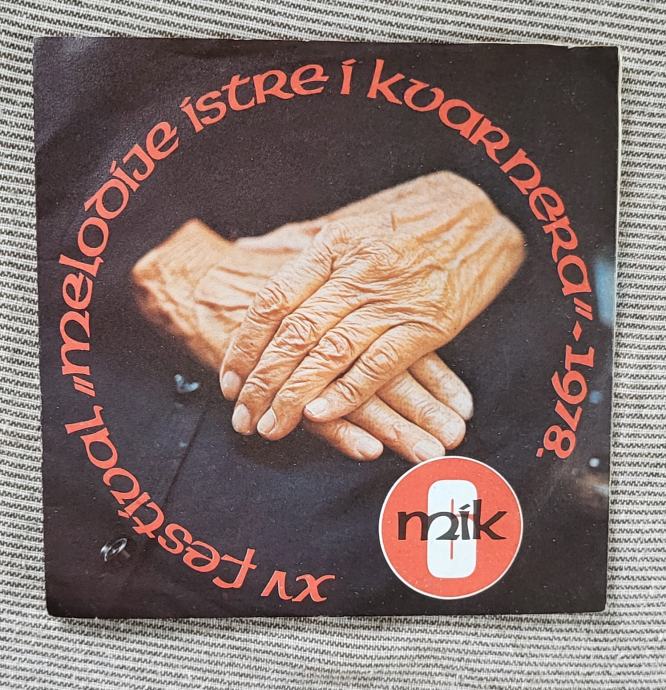 XV festival „melodije istre i kvarnera”-1978.
mik